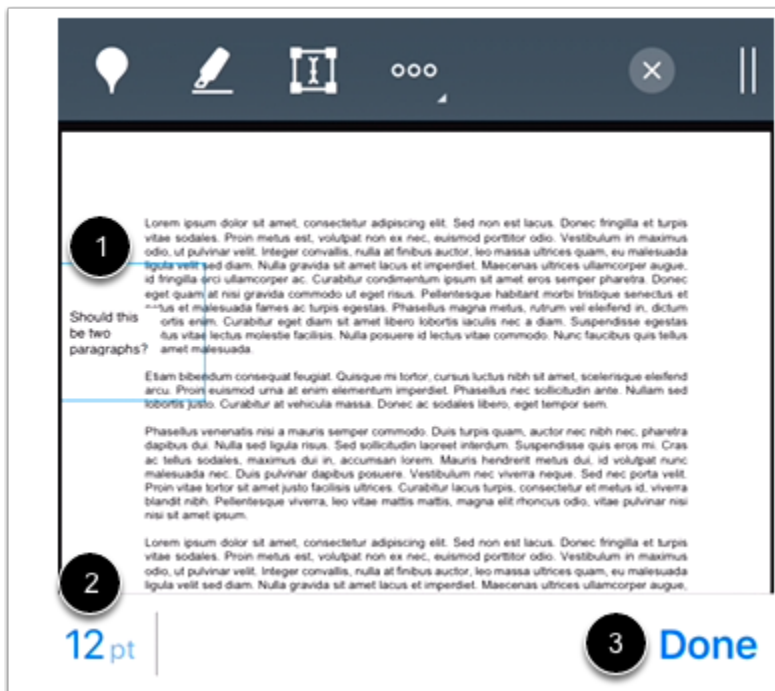 1
Lorem ipsum dolor sit amet, consectetur adipiscing elit. Sed non est lacus. Donec fringilla et turpis
vitae sodales. Proin metus est, volutpat non ex nec, euismod porttitor odio. Vestibulum in maximus
odio, ut pulvinar velit. Integer convallis, nulla at finibus auctor, leo massa ultrices quam, eu malesuada
ligula velit sed diam. Nulla gravida sit amet lacus et imperdiet. Maecenas ultrices ullamcorper augue,
id fringilla orci ullamcorper ac. Curabitur condimentum ipsum sit amet eros semper pharetra. Donec
eget quam at nisi gravida commodo ut eget risus. Pellentesque habitant morbi tristique senectus et
netus et malesuada fames ac turpis egestas. Phasellus magna metus, rutrum vel eleifend in, dictum
ortis enim. Curabitur eget diam sit amet libero lobortis iaculis nec a diam. Suspendisse egestas
tus vitae lectus molestie facilisis. Nulla posuere id lectus vitae commodo. Nunc faucibus quis tellus
amet malesuada.
Should this
be two
paragraphs?
Etiam bibendum consequat feugiat. Quisque mi tortor, cursus luctus nibh sit amet, scelerisque eleifend
arcu. Proin euismod urna at enim elementum imperdiet. Phasellus nec sollicitudin ante. Nullam sed
lobortis justo. Curabitur at vehicula massa. Donec ac sodales libero, eget tempor sem.
Phasellus venenatis nisi a mauris semper commodo. Duis turpis quam, auctor nec nibh nec, pharetra
dapibus dui. Nulla sed ligula risus. Sed sollicitudin laoreet interdum. Suspendisse quis eros mi. Cras
ac tellus sodales, maximus dui in, accumsan lorem. Mauris hendrerit metus dui, id volutpat nunc
malesuada nec. Duis pulvinar dapibus posuere. Vestibulum nec viverra neque. Sed nec porta velit.
Proin vitae tortor sit amet justo facilisis ultrices. Curabitur lacus turpis, consectetur et metus id, viverra
blandit nibh. Pellentesque viverra, leo vitae mattis mattis, magna elit rhoncus odio, vitae pulvinar nisi
nisi sit amet ipsum.
Lorem ipsum dolor sit amet, consectetur adipiscing elit. Sed non est lacus. Donec fringilla et turpis
vitae sodales. Proin metus est, volutpat non ex nec, euismod porttitor odio. Vestibulum in maximus
odio, ut pulvinar velit. Integer convallis, nulla at finibus auctor, leo massa ultrices quam, eu malesuada
ligula velit sed diam. Nulla gravida sit amet lacus et imperdiet. Maecenas ultrices ullamcorper augue,
2
12 pt
3 Done